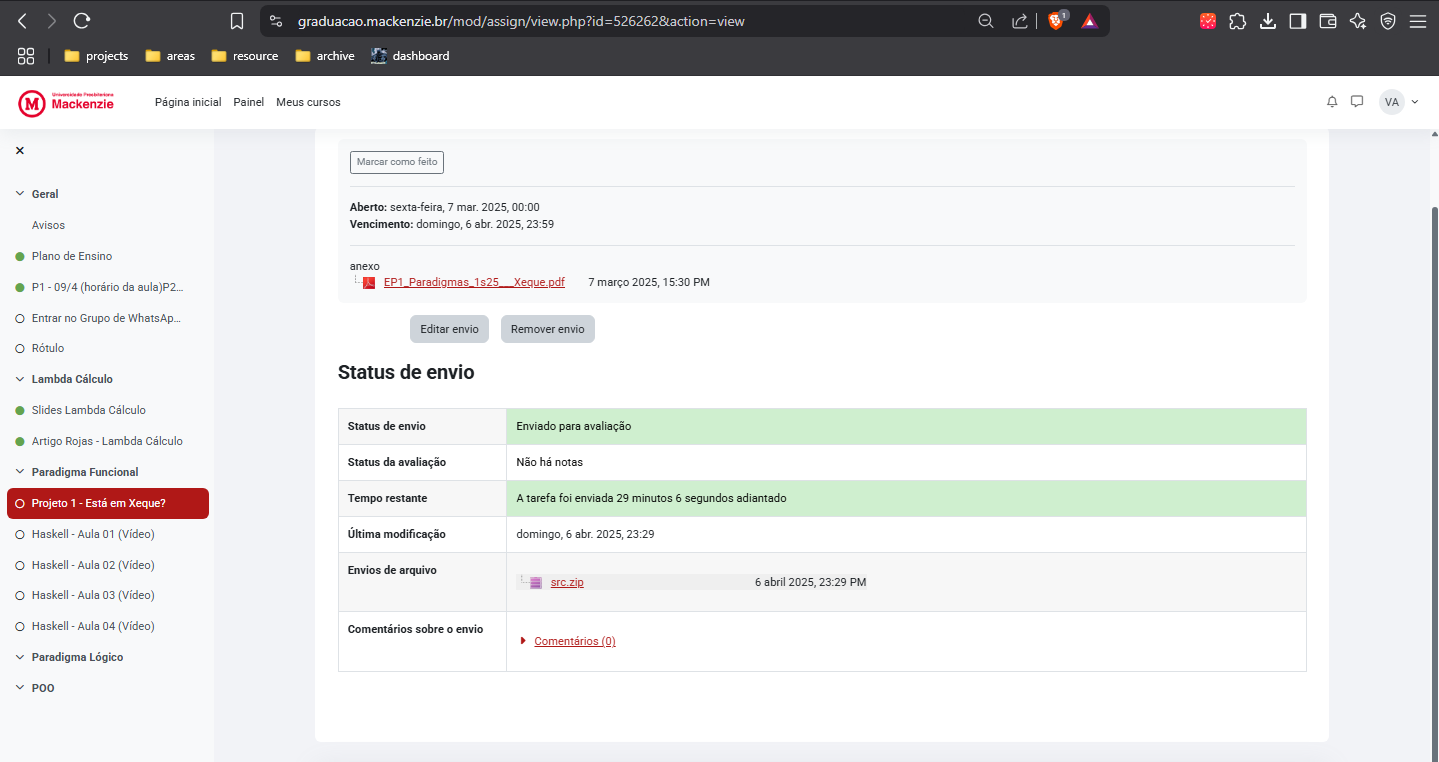 graduacao.mackenzie.br/mod/assign/view.php?id=526262&action=view
1
projects areas resource archive dashboard
Universidade Presbiteriana
Mackenzie
M
Página inicial Painel Meus cursos
VA
Geral
Avisos
Plano de Ensino
P1 - 09/4 (horário da aula)P2...
Entrar no Grupo de WhatsAp...
Rótulo
Lambda Cálculo
Slides Lambda Cálculo
Artigo Rojas - Lambda Cálculo
Paradigma Funcional
Projeto 1 - Está em Xeque?
Haskell - Aula 01 (Vídeo)
Haskell - Aula 02 (Vídeo)
Haskell - Aula 03 (Vídeo)
Haskell - Aula 04 (Vídeo)
Paradigma Lógico
POO
Marcar como feito
Aberto: sexta-feira, 7 mar. 2025, 00:00
Vencimento: domingo, 6 abr. 2025, 23:59
anexo
EP1_Paradigmas_1s25___Xeque.pdf 7 março 2025, 15:30 PM
Editar envio Remover envio
Status de envio
Status de envio Enviado para avaliação
Status da avaliação Não há notas
Tempo restante A tarefa foi enviada 29 minutos 6 segundos adiantado
Última modificação domingo, 6 abr. 2025, 23:29
Envios de arquivo src.zip 6 abril 2025, 23:29 PM
Comentários sobre o envio Comentários (0)